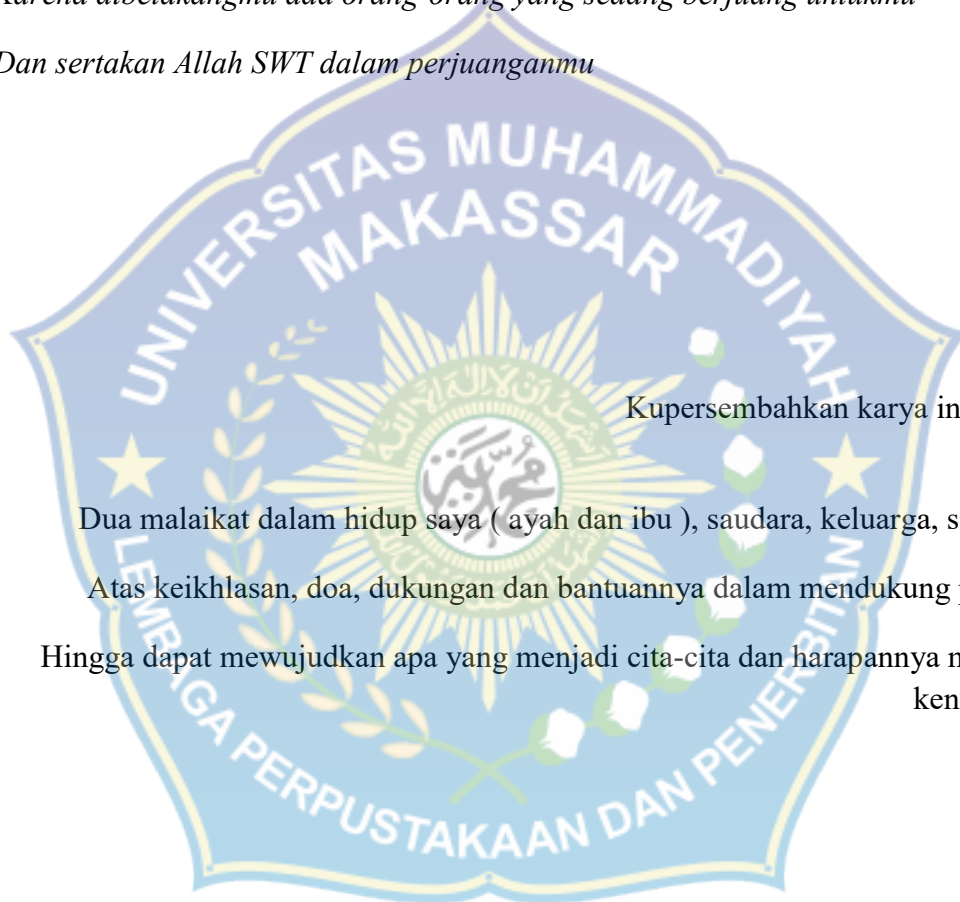 Karena dibelakangmu ada orang-orang yang sedang berjuang untukmu
Dan sertakan Allah SWT dalam perjuanganmu
UNIVERSITAS MUHAMMADIYAH
MAKASSAR
Kupersembahkan karya in
Dua malaikat dalam hidup saya ( ayah dan ibu ), saudara, keluarga, s
Atas keikhlasan, doa, dukungan dan bantuannya dalam mendukung
Hingga dapat mewujudkan apa yang menjadi cita-cita dan harapannya
ken
LEMBAGA PERPUSTAKAAN DAN PENERBITAN